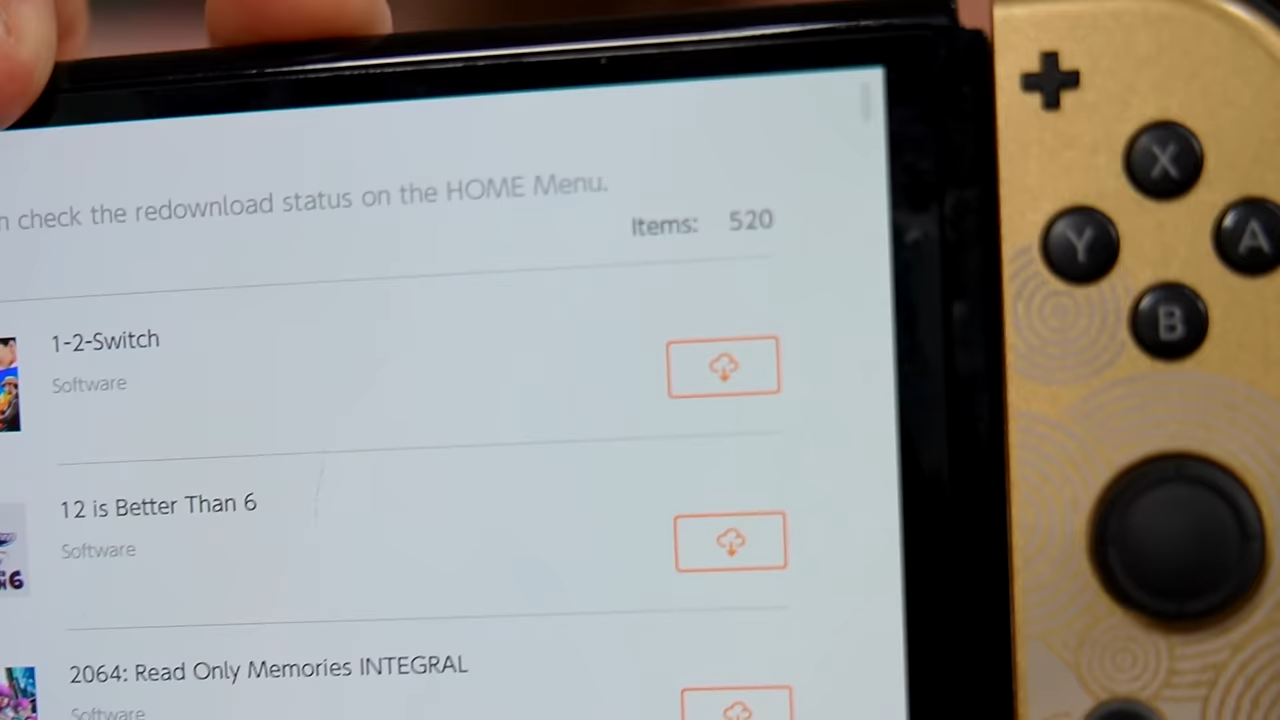 check the redownload status on the HOME Menu.
Items: 520
1-2-Switch
Software
12 is Better Than 6
Software
2064: Read Only Memories INTEGRAL
Software
X
Y
A
B